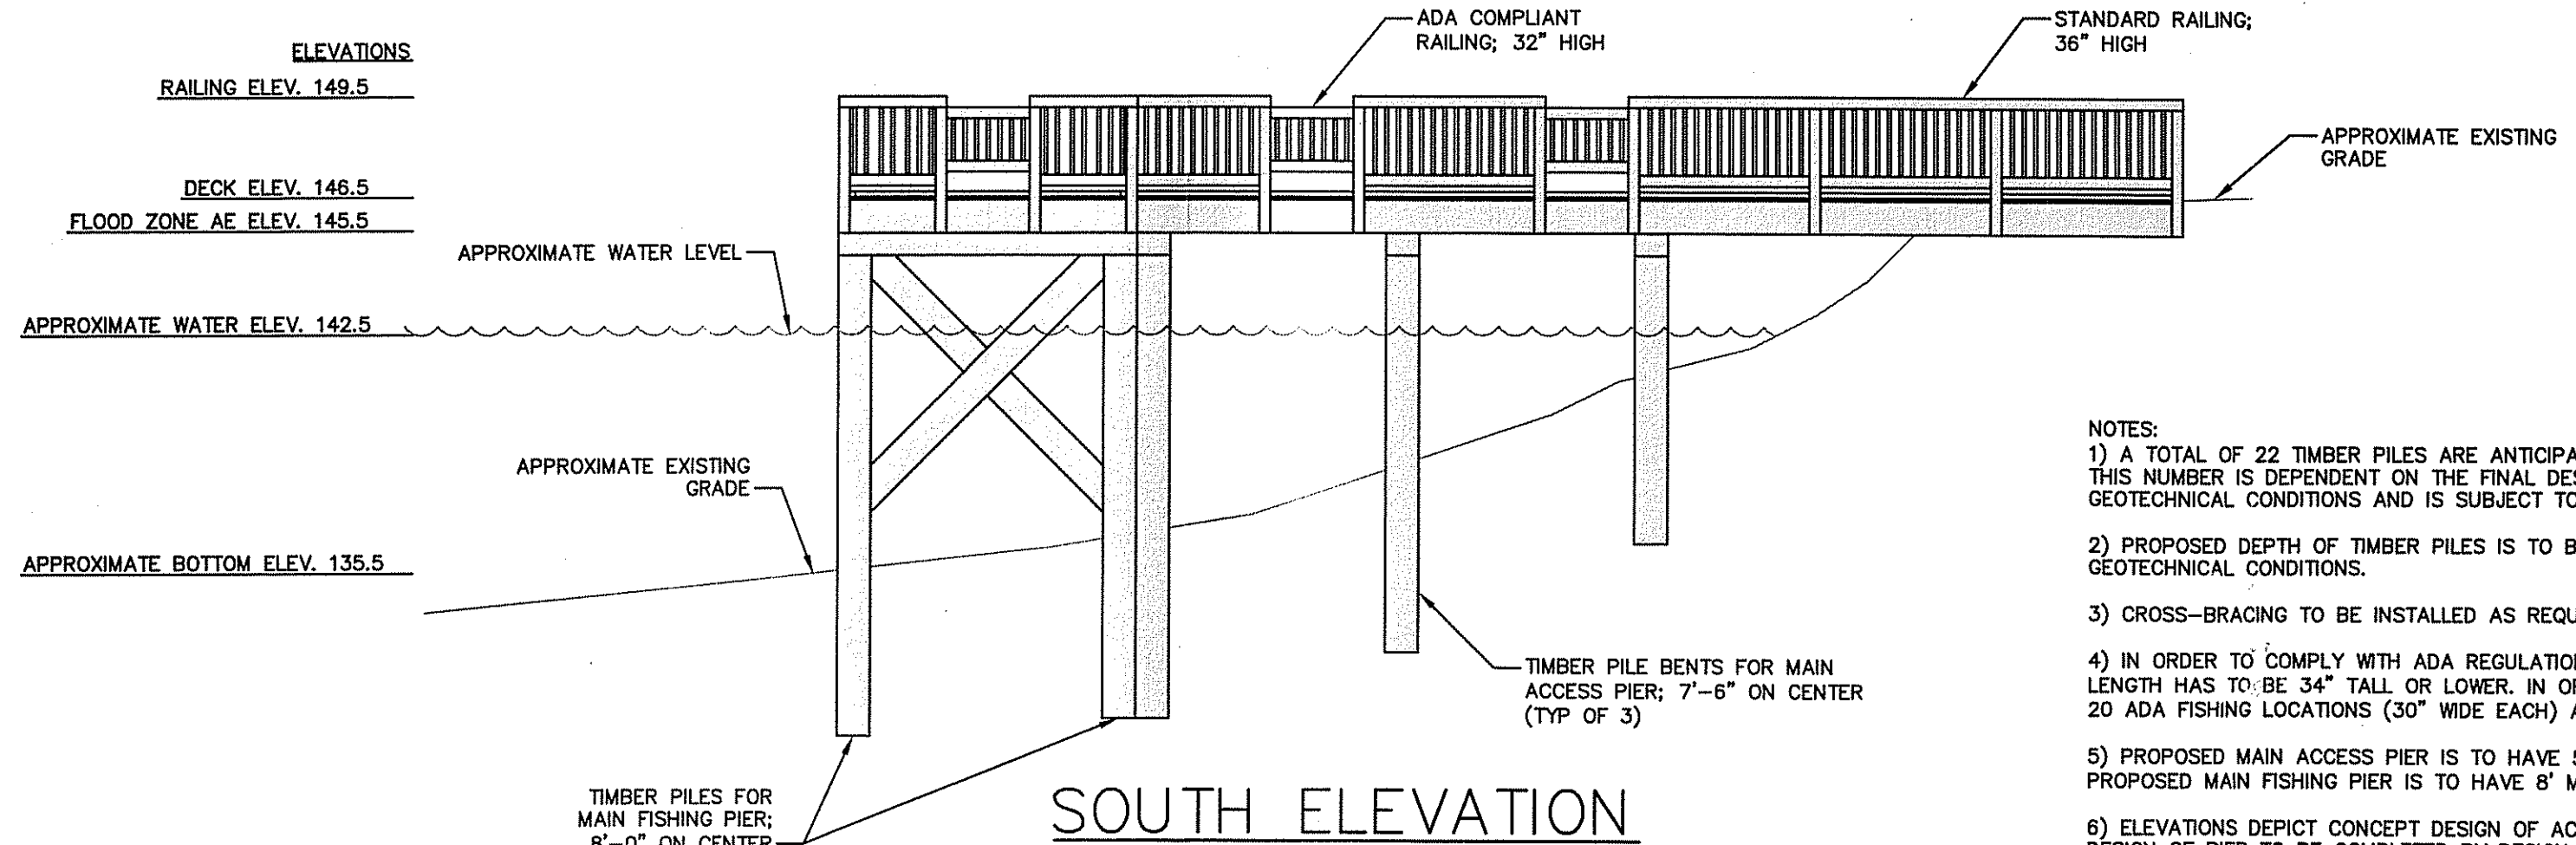 ELEVATIONS
RAILING ELEV. 149.5
DECK ELEV. 146.5
FLOOD ZONE AE ELEV. 145.5
APPROXIMATE WATER LEVEL
APPROXIMATE WATER ELEV. 142.5
APPROXIMATE EXISTING
GRADE
APPROXIMATE BOTTOM ELEV. 135.5
ADA COMPLIANT
RAILING; 32" HIGH
STANDARD RAILING;
36" HIGH
APPROXIMATE EXISTING
GRADE
TIMBER PILE BENTS FOR MAIN
ACCESS PIER; 7'-6" ON CENTER
(TYP OF 3)
TIMBER PILES FOR
MAIN FISHING PIER;
8'-0" ON CENTER
SOUTH ELEVATION
NOTES:
1) A TOTAL OF 22 TIMBER PILES ARE
THIS NUMBER IS DEPENDENT ON THE FINAL
GEOTECHNICAL CONDITIONS AND IS SUBJECT TO
2) PROPOSED DEPTH OF TIMBER PILES IS TO
GEOTECHNICAL CONDITIONS.
3) CROSS-BRACING TO BE INSTALLED AS
4) IN ORDER TO COMPLY WITH ADA
LENGTH HAS TO BE 34" TALL OR LOWER. IN
20 ADA FISHING LOCATIONS (30" WIDE EACH)
5) PROPOSED MAIN ACCESS PIER IS TO HAVE
PROPOSED MAIN FISHING PIER IS TO HAVE 8'
6) ELEVATIONS DEPICT CONCEPT DESIGN OF